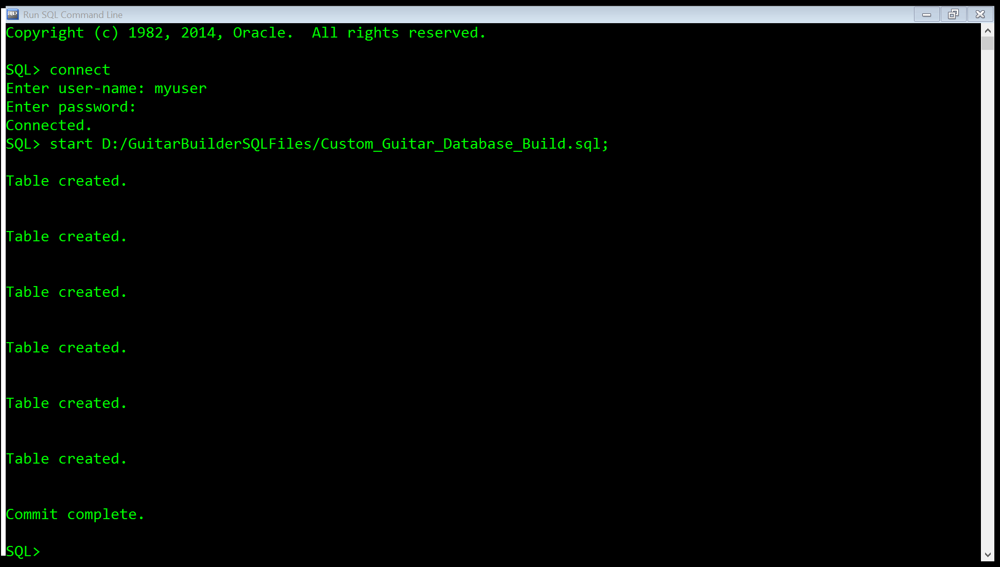 Run SQL Command Line
Copyright (c) 1982, 2014, Oracle.  All rights reserved.
SQL> connect
Enter user-name: myuser
Enter password:
Connected.
SQL> start D:/GuitarBuilderSQLFiles/Custom_Guitar_Database_Build.sql;
Table created.
Table created.
Table created.
Table created.
Table created.
Table created.
Commit complete.
SQL>